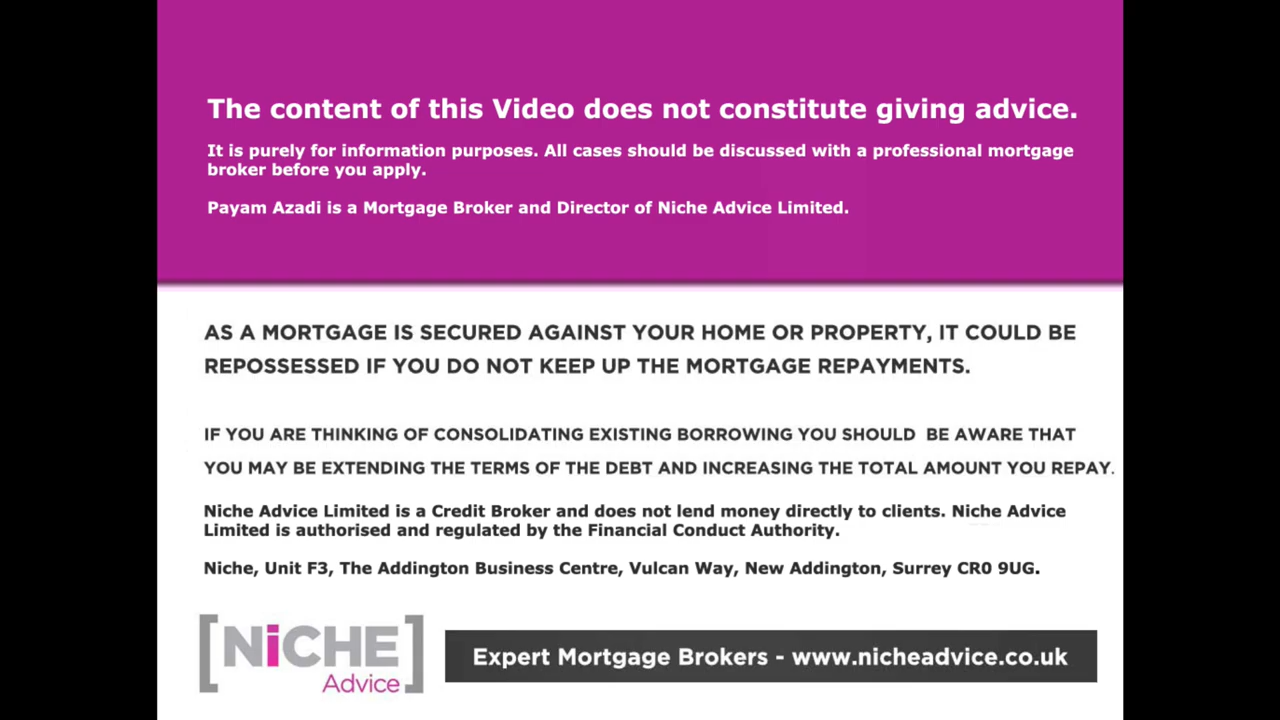 The content of this Video does not constitute giving advice.
It is purely for information purposes. All cases should be discussed with a professional mortgage
broker before you apply.
Payam Azadi is a Mortgage Broker and Director of Niche Advice Limited.
AS A MORTGAGE IS SECURED AGAINST YOUR HOME OR PROPERTY, IT COULD BE
REPOSSESSED IF YOU DO NOT KEEP UP THE MORTGAGE REPAYMENTS.
IF YOU ARE THINKING OF CONSOLIDATING EXISTING BORROWING YOU SHOULD BE AWARE THAT
YOU MAY BE EXTENDING THE TERMS OF THE DEBT AND INCREASING THE TOTAL AMOUNT YOU REPAY.
Niche Advice Limited is a Credit Broker and does not lend money directly to clients. Niche Advice
Limited is authorised and regulated by the Financial Conduct Authority.
Niche, Unit F3, The Addington Business Centre, Vulcan Way, New Addington, Surrey CR0 9UG.
[NiCHE
Advice]
Expert Mortgage Brokers - www.nicheadvice.co.uk